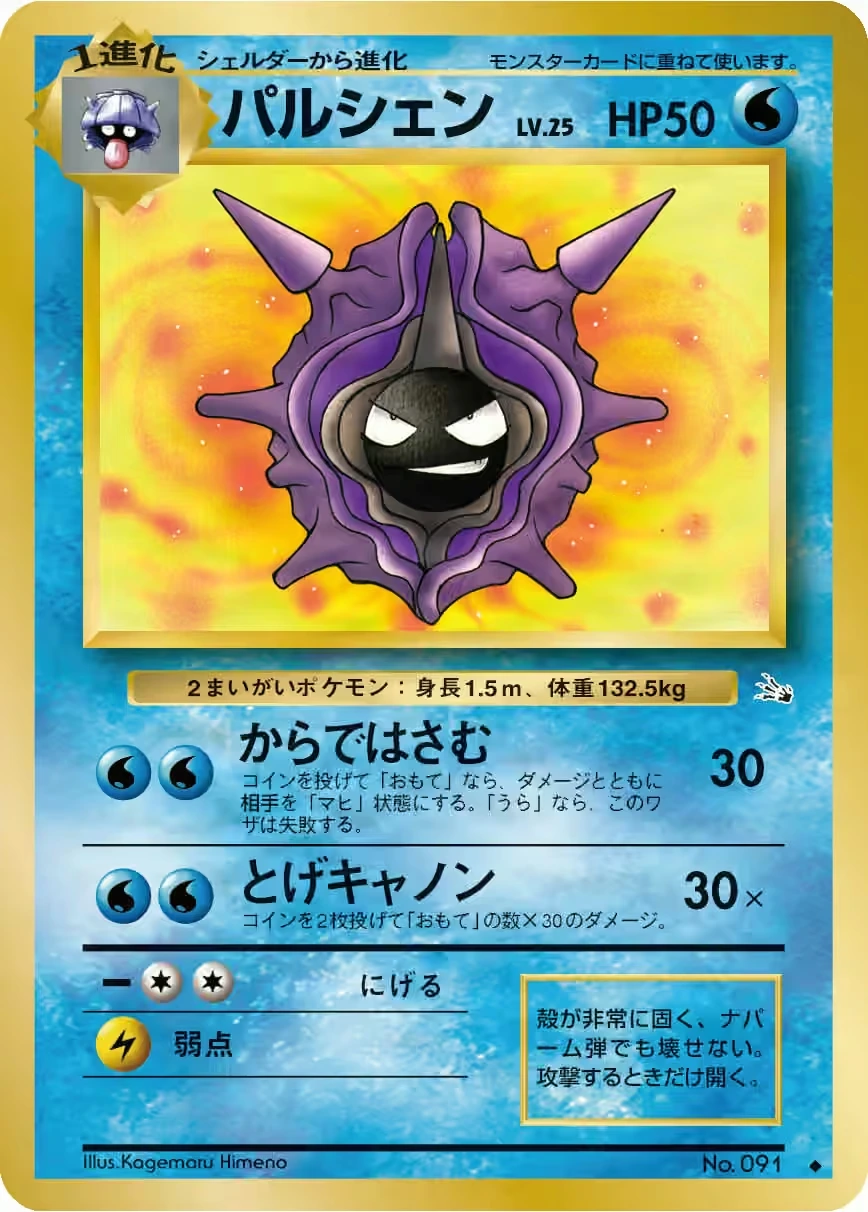 1進化
シェルダーから進化
モンスターカードに重ねて使います。
パルシェン LV.25 HP50
2まいがいポケモン：身長1.5m、体重132.5kg
からではさむ 30
コインを投げて「おもて」なら、ダメージとともに
相手を「マヒ」状態にする。「うら」なら、このワ
ザは失敗する。
とげキャノン 30×
コインを2枚投げて「おもて」の数×30のダメージ。
にげる
弱点
殻が非常に固く、ナパ
ーム弾でも壊せない。
攻撃するときだけ開く。
Illus.Kagemaru Himeno
No. 091